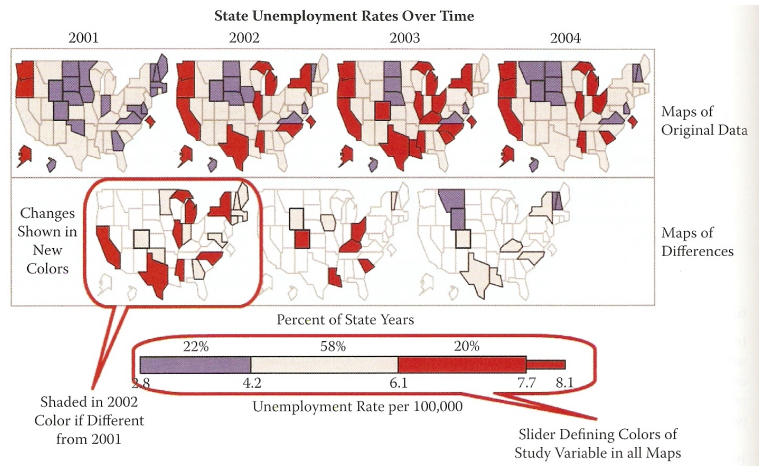 State Unemployment Rates Over Time
2001
2002
2003
2004
Maps of
Original Data
Changes
Shown in
New
Colors
Maps of
Differences
Percent of State Years
22%
58%
20%
2.8
4.2
6.1
7.7
8.1
Unemployment Rate per 100,000
Shaded in 2002
Color if Different
from 2001
Slider Defining Colors of
Study Variable in all Maps